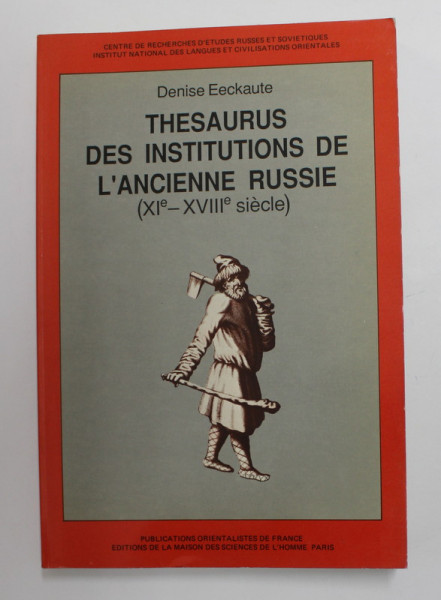 CENTRE DE RECHERCHES D'ETUDES RUSSES ET SOVIETIQUES
INSTITUT NATIONAL DES LANGUES ET CIVILISATIONS ORIENTALES
Denise Eeckaute
THESAURUS
DES INSTITUTIONS DE
L'ANCIENNE RUSSIE
(XIe–XVIIIe siècle)
PUBLICATIONS ORIENTALISTES DE FRANCE
EDITIONS DE LA MAISON DES SCIENCES DE L'HOMME PARIS